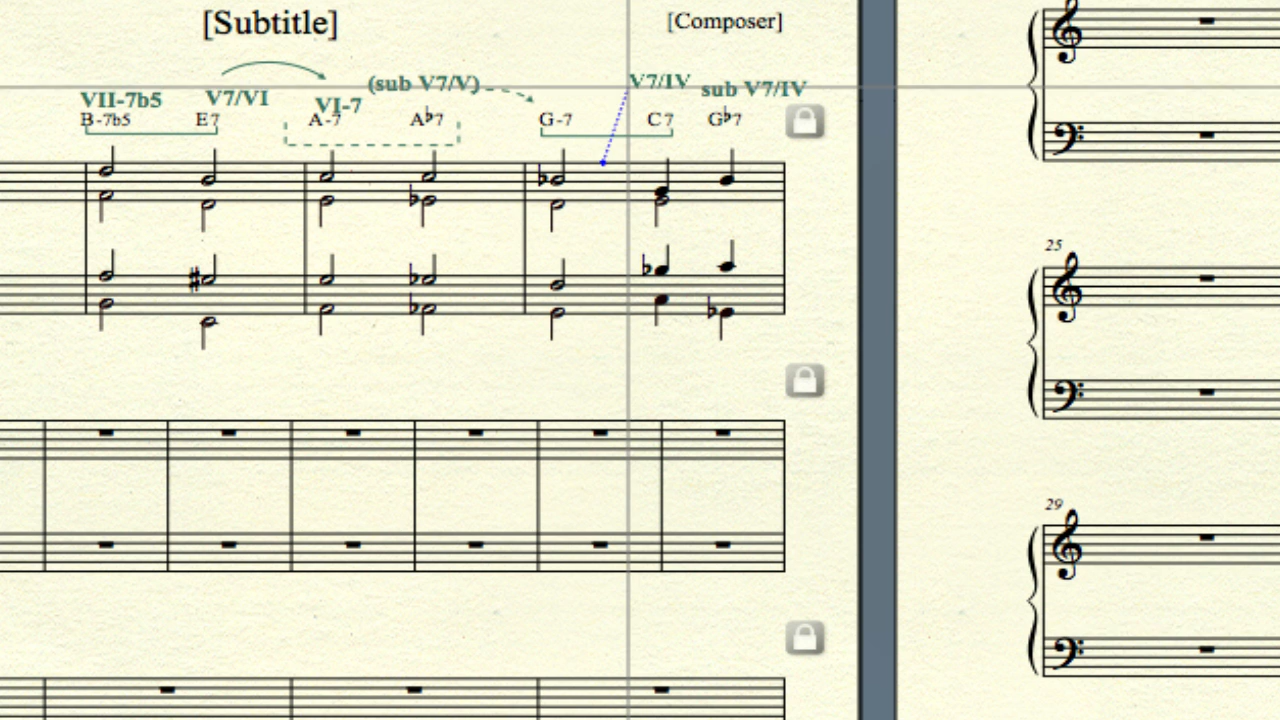 [Subtitle]
[Composer]
VII-7b5 V7/VI VI-7 (sub V7/V) V7/IV sub V7/IV
B-7b5 E7 A-7 A♭7 G-7 C7 G♭7
25
29